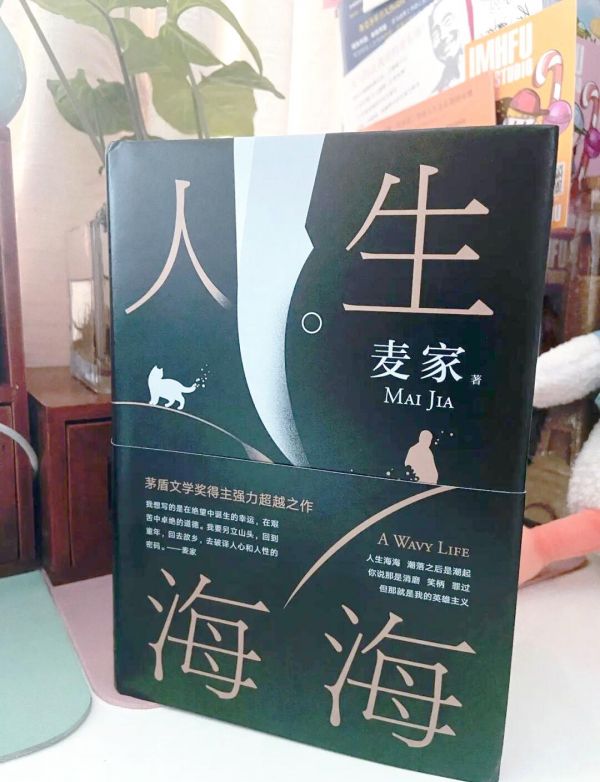 IMHFU
STUDIO
人生
海海
麦家 著
MAI JIA
茅盾文学奖得主强力超越之作
我想写的是在绝望中诞生的幸运，在艰
苦中卓绝的道德。我要另立山头，回到
童年，回去故乡，去破译人心和人性的
密码。——麦家
A WAVY LIFE
人生海海 潮落之后是潮起
你说那是消磨 笑柄 罪过
但那就是我的英雄主义